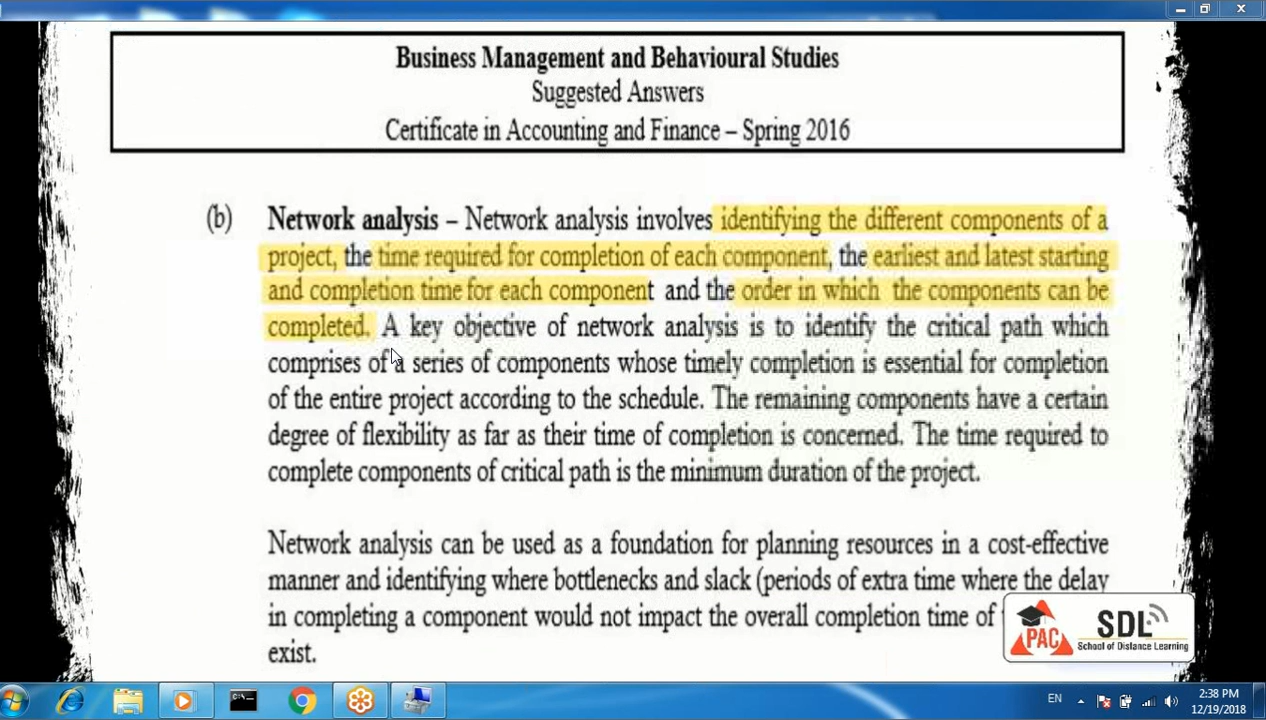 Business Management and Behavioural Studies
Suggested Answers
Certificate in Accounting and Finance – Spring 2016
(b) Network analysis – Network analysis involves identifying the different components of a
project, the time required for completion of each component, the earliest and latest starting
and completion time for each component and the order in which the components can be
completed. A key objective of network analysis is to identify the critical path which
comprises of a series of components whose timely completion is essential for completion
of the entire project according to the schedule. The remaining components have a certain
degree of flexibility as far as their time of completion is concerned. The time required to
complete components of critical path is the minimum duration of the project.
Network analysis can be used as a foundation for planning resources in a cost-effective
manner and identifying where bottlenecks and slack (periods of extra time where the delay
in completing a component would not impact the overall completion time of
exist.
PAC
SDL
School of Distance Learning
EN
2:38 PM
12/19/2018